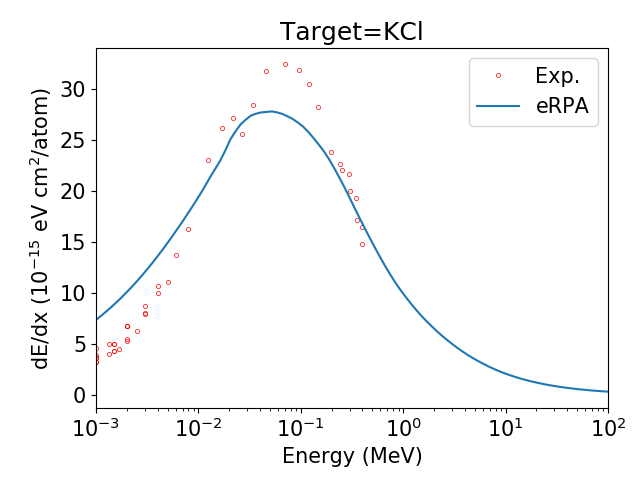 Target=KCl
Exp.
eRPA
dE/dx (10⁻¹⁵ eV cm²/atom)
30
25
20
15
10
5
0
10⁻³ 10⁻² 10⁻¹ 10⁰ 10¹ 10²
Energy (MeV)